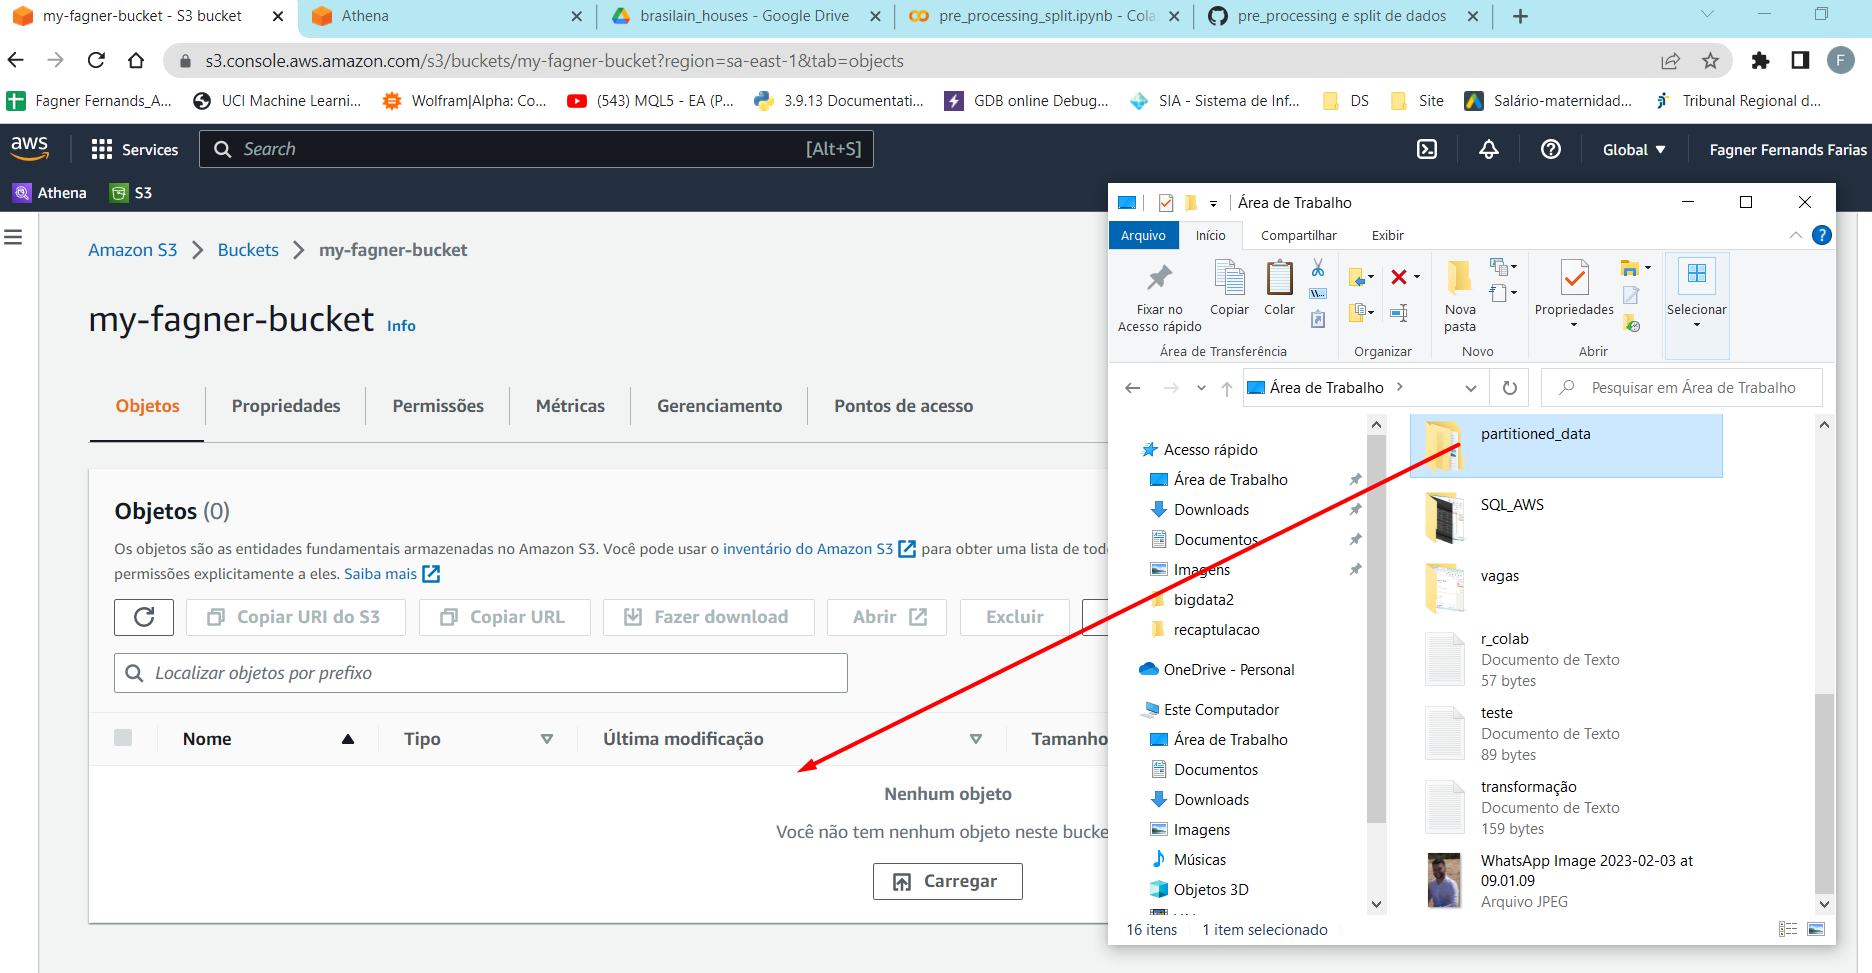 my-fagner-bucket - S3 bucket
Athena
brasilain_houses - Google Drive
pre_processing_split.ipynb - Cola
pre_processing e split de dados
s3.console.aws.amazon.com/s3/buckets/my-fagner-bucket?region=sa-east-1&tab=objects
F
Fagner Fernands_A...
UCI Machine Learni...
Wolfram|Alpha: Co...
(543) MQL5 - EA (P...
3.9.13 Documentati...
GDB online Debug...
SIA - Sistema de Inf...
DS
Site
Salário-maternidad...
Tribunal Regional d...
aws
Services
Search
[Alt+S]
Global
Fagner Fernands Farias
Athena
S3
Amazon S3
Buckets
my-fagner-bucket
my-fagner-bucket Info
Objetos
Propriedades
Permissões
Métricas
Gerenciamento
Pontos de acesso
Objetos (0)
Os objetos são as entidades fundamentais armazenadas no Amazon S3. Você pode usar o inventário do Amazon S3 para obter uma lista de tod
permissões explicitamente a eles. Saiba mais
Copiar URI do S3
Copiar URL
Fazer download
Abrir
Excluir
Localizar objetos por prefixo
Nome
Tipo
Última modificação
Tamanho
Nenhum objeto
Você não tem nenhum objeto neste bucke
Carregar
Área de Trabalho
Arquivo
Início
Compartilhar
Exibir
Fixar no
Acesso rápido
Copiar
Colar
Nova
pasta
Propriedades
Selecionar
Área de Transferência
Organizar
Novo
Abrir
Área de Trabalho
Pesquisar em Área de Trabalho
Acesso rápido
Área de Trabalho
Downloads
Documentos
Imagens
bigdata2
recaptulacao
OneDrive - Personal
Este Computador
Área de Trabalho
Documentos
Downloads
Imagens
Músicas
Objetos 3D
partitioned_data
SQL_AWS
vagas
r_colab
Documento de Texto
57 bytes
teste
Documento de Texto
89 bytes
transformação
Documento de Texto
159 bytes
WhatsApp Image 2023-02-03 at
09.01.09
Arquivo JPEG
16 itens
1 item selecionado